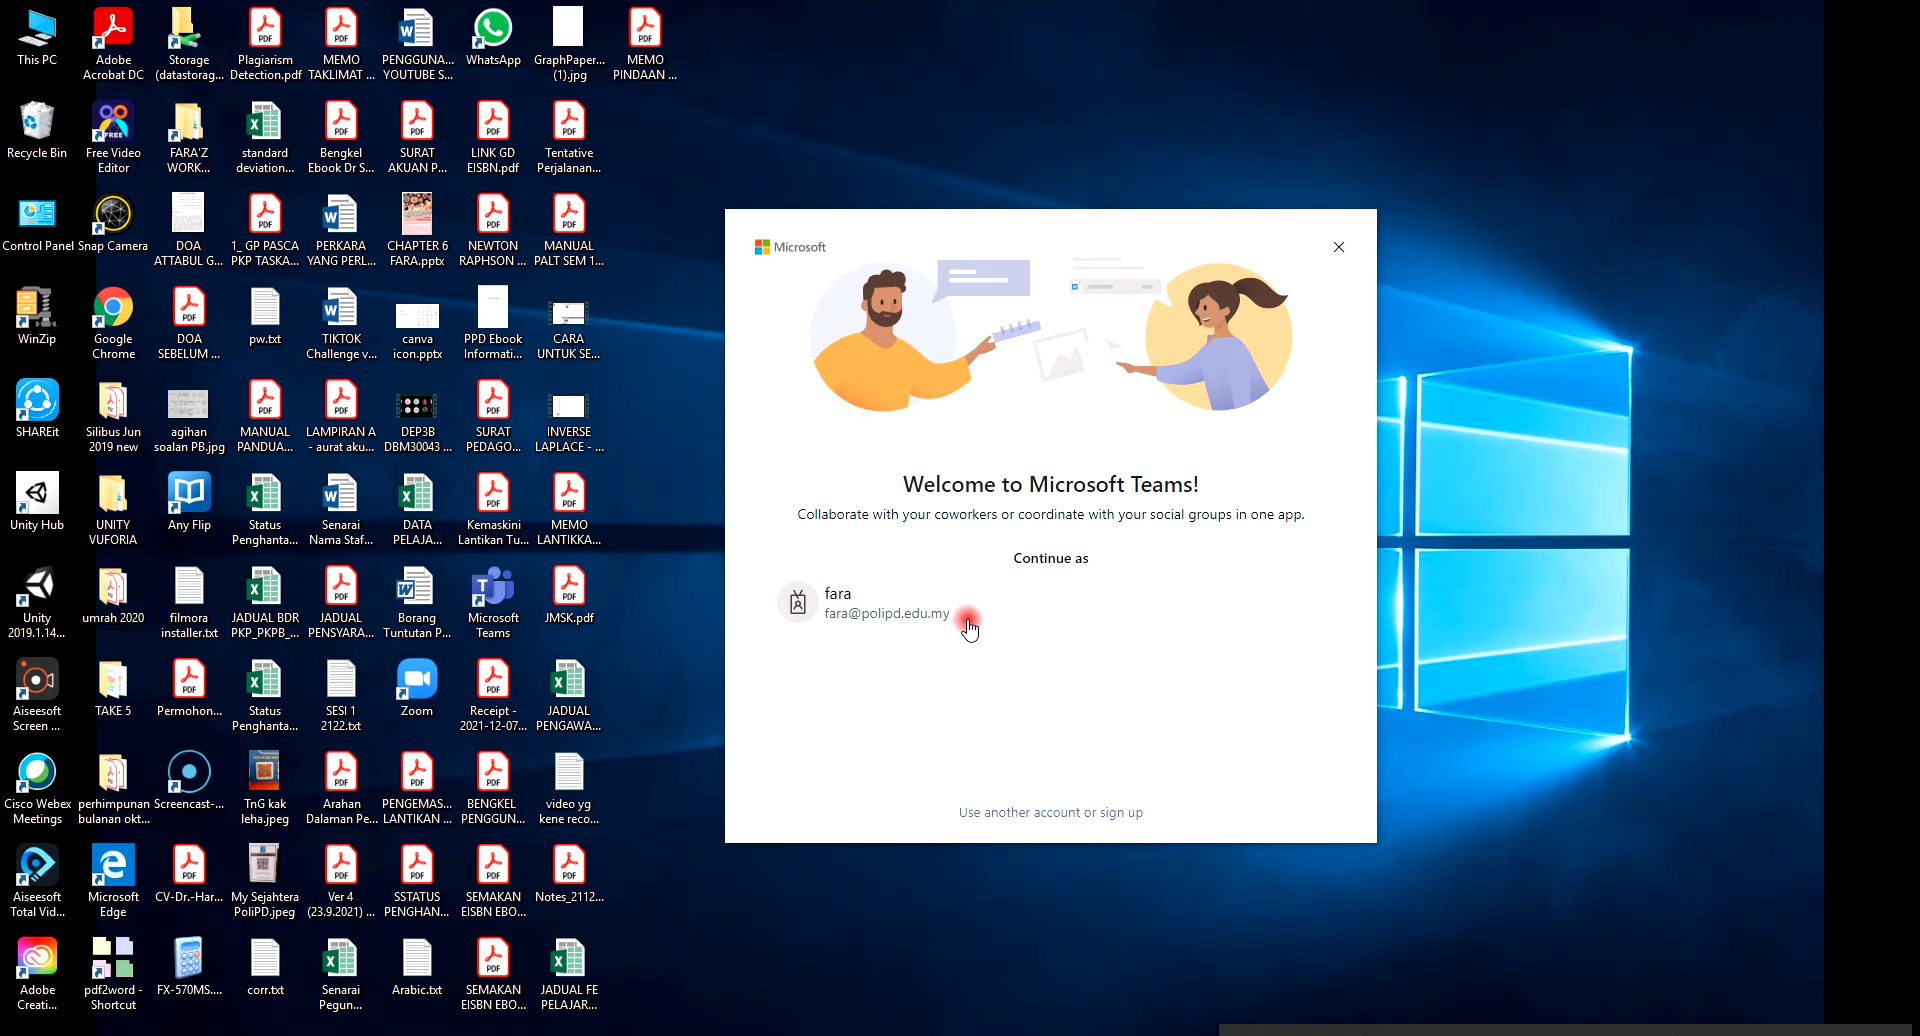 This PC
Adobe
Acrobat DC
Storage
(datastorag...
Plagiarism
Detection.pdf
MEMO
TAKLIMAT ...
PENGGUNA...
YOUTUBE S...
WhatsApp
GraphPaper...
(1).jpg
MEMO
PINDAAN ...
Recycle Bin
Free Video
Editor
FARA'Z
WORK...
standard
deviation...
Bengkel
Ebook Dr S...
SURAT
AKUAN P...
LINK GD
EISBN.pdf
Tentative
Perjalanan...
Control Panel
Snap Camera
DOA
ATTABUL G...
1_ GP PASCA
PKP TASKA...
PERKARA
YANG PERL...
CHAPTER 6
FARA.pptx
NEWTON
RAPHSON ...
MANUAL
PALT SEM 1...
WinZip
Google
Chrome
DOA
SEBELUM ...
pw.txt
TIKTOK
Challenge v...
canva
icon.pptx
PPD Ebook
Informati...
CARA
UNTUK SE...
SHAREit
Silibus Jun
2019 new
agihan
soalan PB.jpg
MANUAL
PANDUA...
LAMPIRAN A
- aurat aku...
DEP3B
DBM30043 ...
SURAT
PEDAGO...
INVERSE
LAPLACE - ...
Unity Hub
UNITY
VUFORIA
Any Flip
Status
Penghanta...
Senarai
Nama Staf...
DATA
PELAJA...
Kemaskini
Lantikan Tu...
MEMO
LANTIKKA...
Unity
2019.1.14...
umrah 2020
filmora
installer.txt
JADUAL BDR
PKP_PKPB_...
JADUAL
PENSYARA...
Borang
Tuntutan P...
Microsoft
Teams
JMSK.pdf
Aiseesoft
Screen ...
TAKE 5
Permohon...
Status
Penghanta...
SESI 1
2122.txt
Zoom
Receipt -
2021-12-07...
JADUAL
PENGAWA...
Cisco Webex
Meetings
perhimpunan
bulanan okt...
Screencast-...
TnG kak
leha.jpeg
Arahan
Dalaman Pe...
PENGEMAS...
LANTIKAN ...
BENGKEL
PENGGUN...
video yg
kene reco...
Aiseesoft
Total Vid...
Microsoft
Edge
CV-Dr.-Har...
My Sejahtera
PoliPD.jpeg
Ver 4
(23.9.2021) ...
SSTATUS
PENGHAN...
SEMAKAN
EISBN EBO...
Notes_2112...
Adobe
Creati...
pdf2word -
Shortcut
FX-570MS....
corr.txt
Senarai
Pegun...
Arabic.txt
SEMAKAN
EISBN EBO...
JADUAL FE
PELAJAR...
Microsoft
Welcome to Microsoft Teams!
Collaborate with your coworkers or coordinate with your social groups in one app.
Continue as
fara
fara@polipd.edu.my
Use another account or sign up